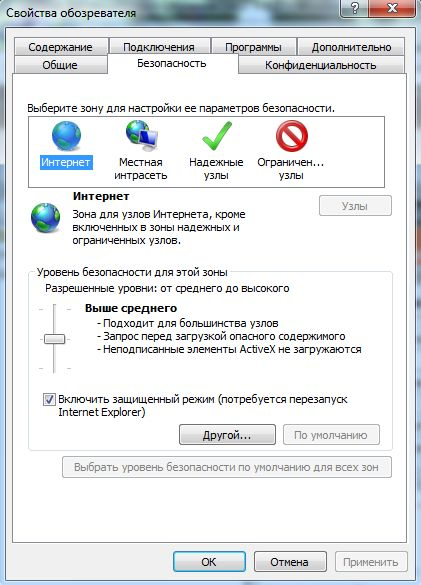 Свойства обозревателя
Содержание Подключения Программы Дополнительно
Общие Безопасность Конфиденциальность
Выберите зону для настройки ее параметров безопасности.
Интернет Местная интрасеть Надежные узлы Ограничен... узлы
Интернет
Зона для узлов Интернета, кроме
включенных в зоны надежных и
ограниченных узлов.
Узлы
Уровень безопасности для этой зоны
Разрешенные уровни: от среднего до высокого
Выше среднего
- Подходит для большинства узлов
- Запрос перед загрузкой опасного содержимого
- Неподписанные элементы ActiveX не загружаются
Включить защищенный режим (потребуется перезапуск
Internet Explorer)
Другой... По умолчанию
Выбрать уровень безопасности по умолчанию для всех зон
ОК Отмена Применить